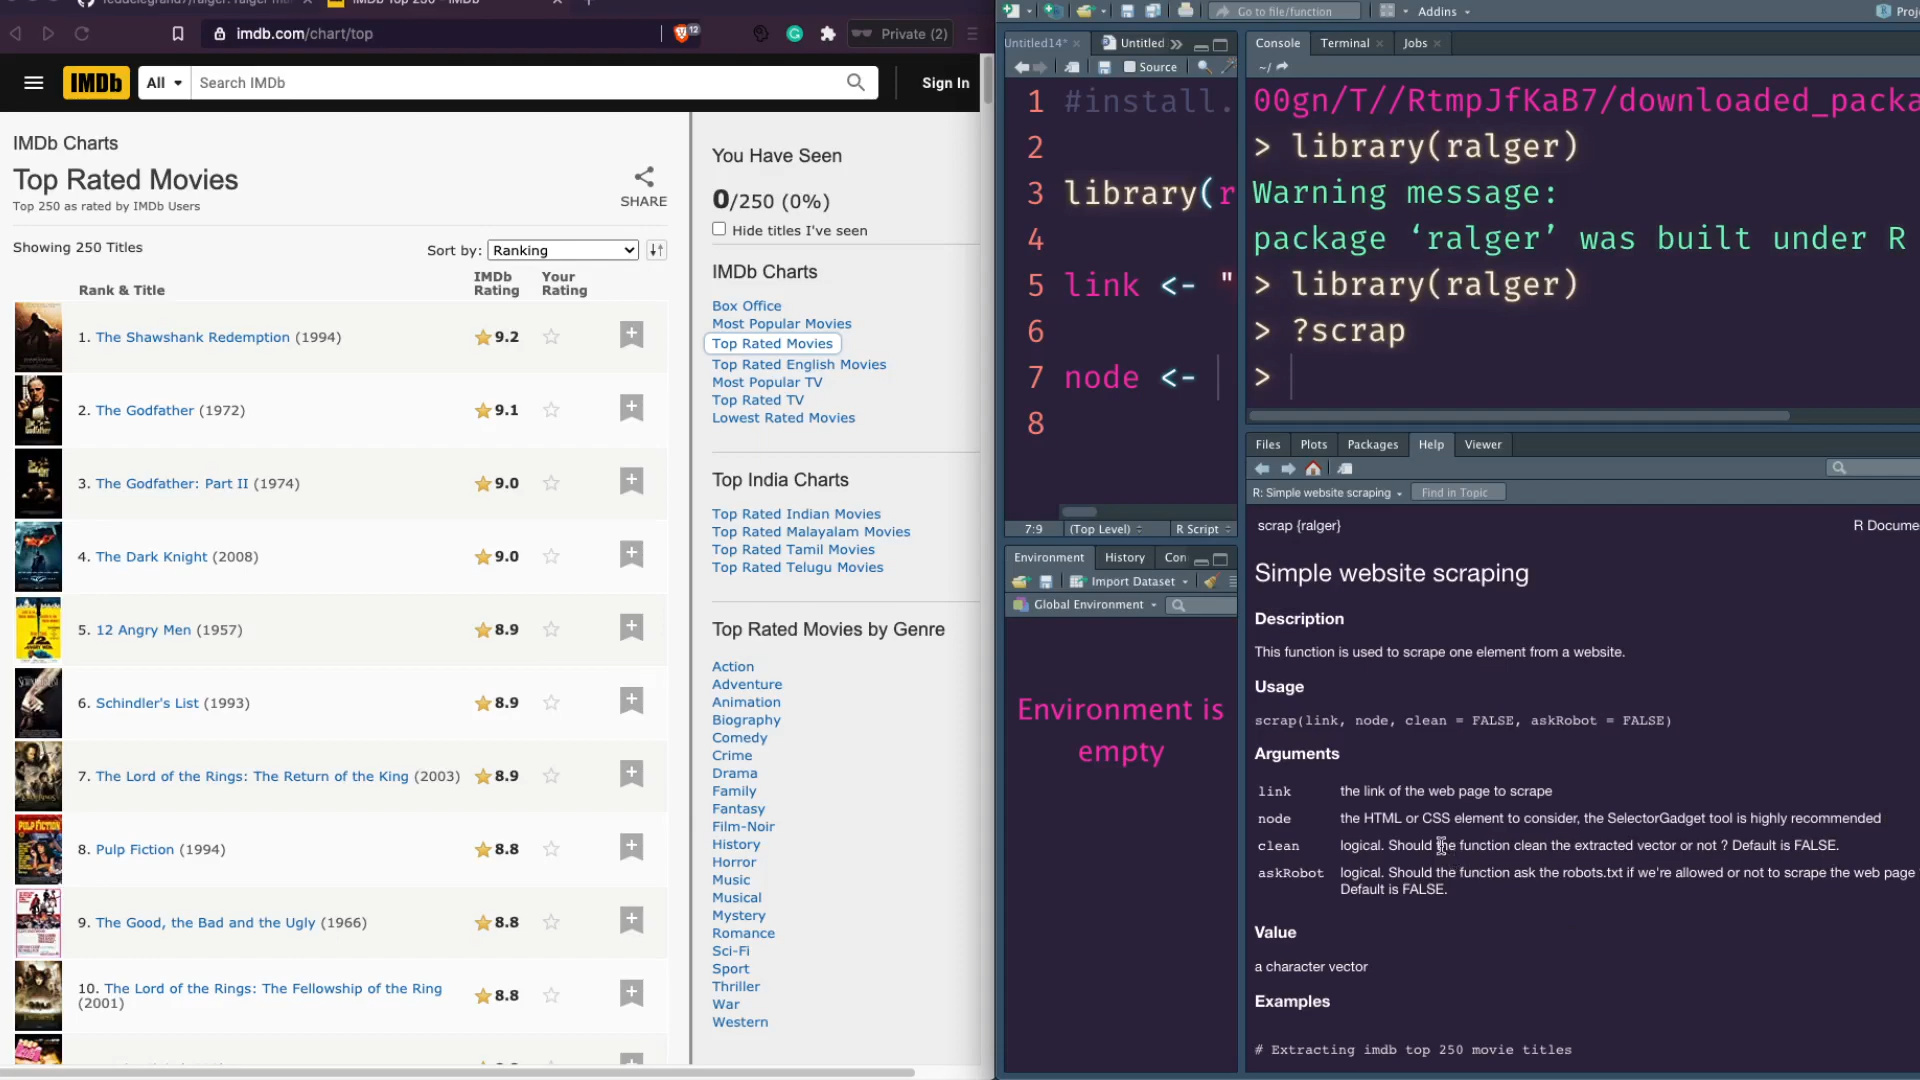 IMDb Top 250 - IMDb
imdb.com/chart/top
12
Private (2)
IMDb
All
Search IMDb
Sign In
IMDb Charts
Top Rated Movies
Top 250 as rated by IMDb Users
SHARE
Showing 250 Titles
Sort by:
Ranking
Rank & Title
IMDb
Rating
Your
Rating
1. The Shawshank Redemption (1994)
9.2
2. The Godfather (1972)
9.1
3. The Godfather: Part II (1974)
9.0
4. The Dark Knight (2008)
9.0
5. 12 Angry Men (1957)
8.9
6. Schindler's List (1993)
8.9
7. The Lord of the Rings: The Return of the King (2003)
8.9
8. Pulp Fiction (1994)
8.8
9. The Good, the Bad and the Ugly (1966)
8.8
10. The Lord of the Rings: The Fellowship of the Ring
(2001)
8.8
You Have Seen
0/250 (0%)
Hide titles I've seen
IMDb Charts
Box Office
Most Popular Movies
Top Rated Movies
Top Rated English Movies
Most Popular TV
Top Rated TV
Lowest Rated Movies
Top India Charts
Top Rated Indian Movies
Top Rated Malayalam Movies
Top Rated Tamil Movies
Top Rated Telugu Movies
Top Rated Movies by Genre
Action
Adventure
Animation
Biography
Comedy
Crime
Drama
Family
Fantasy
Film-Noir
History
Horror
Music
Musical
Mystery
Romance
Sci-Fi
Sport
Thriller
War
Western
Go to file/function
Addins
Proj
Untitled14*
Untitled
Source
1 #install.
2
3 library(r
4
5 link <- "
6
7 node <-
8
7:9
(Top Level)
R Script
Environment
History
Con
Import Dataset
Global Environment
Environment is
empty
Console
Terminal
Jobs
~/
00gn/T//RtmpJfKaB7/downloaded_packa
> library(ralger)
Warning message:
package ‘ralger’ was built under R
> library(ralger)
> ?scrap
>
Files
Plots
Packages
Help
Viewer
R: Simple website scraping
Find in Topic
scrap {ralger}
R Docume
Simple website scraping
Description
This function is used to scrape one element from a website.
Usage
scrap(link, node, clean = FALSE, askRobot = FALSE)
Arguments
link the link of the web page to scrape
node the HTML or CSS element to consider, the SelectorGadget tool is highly recommended
clean logical. Should the function clean the extracted vector or not ? Default is FALSE.
askRobot logical. Should the function ask the robots.txt if we're allowed or not to scrape the web page
Default is FALSE.
Value
a character vector
Examples
# Extracting imdb top 250 movie titles